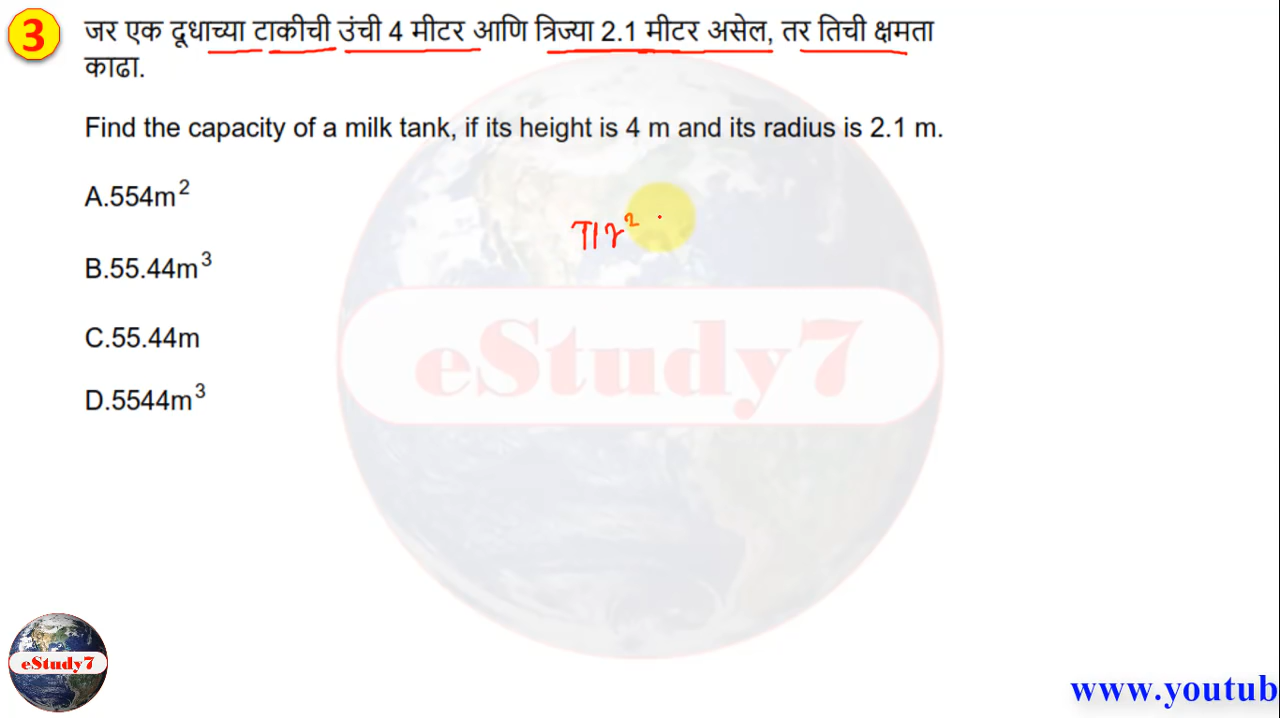 3
जर एक दूधाच्या टाकीची उंची 4 मीटर आणि त्रिज्या 2.1 मीटर असेल, तर तिची क्षमता
काढा.
Find the capacity of a milk tank, if its height is 4 m and its radius is 2.1 m.
A.554m²
πr²
B.55.44m³
C.55.44m
eStudy7
D.5544m³
eStudy7
www.youtub